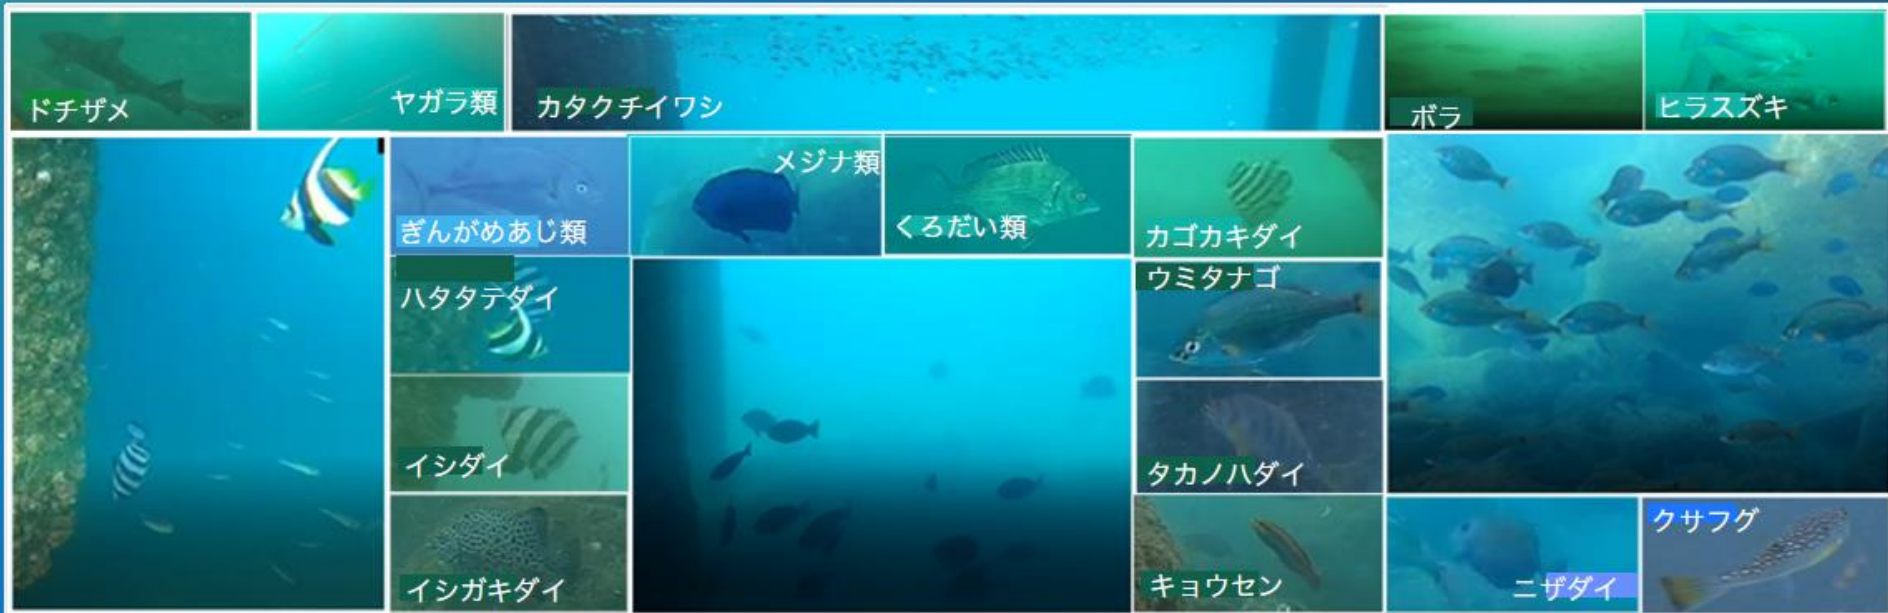 ドチザメ
ヤガラ類
カタクチイワシ
ボラ
ヒラスズキ
ぎんがめあじ類
メジナ類
くろだい類
カゴカキダイ
ハタタテダイ
ウミタナゴ
イシダイ
タカノハダイ
イシガキダイ
キョウセン
ニザダイ
クサフグ